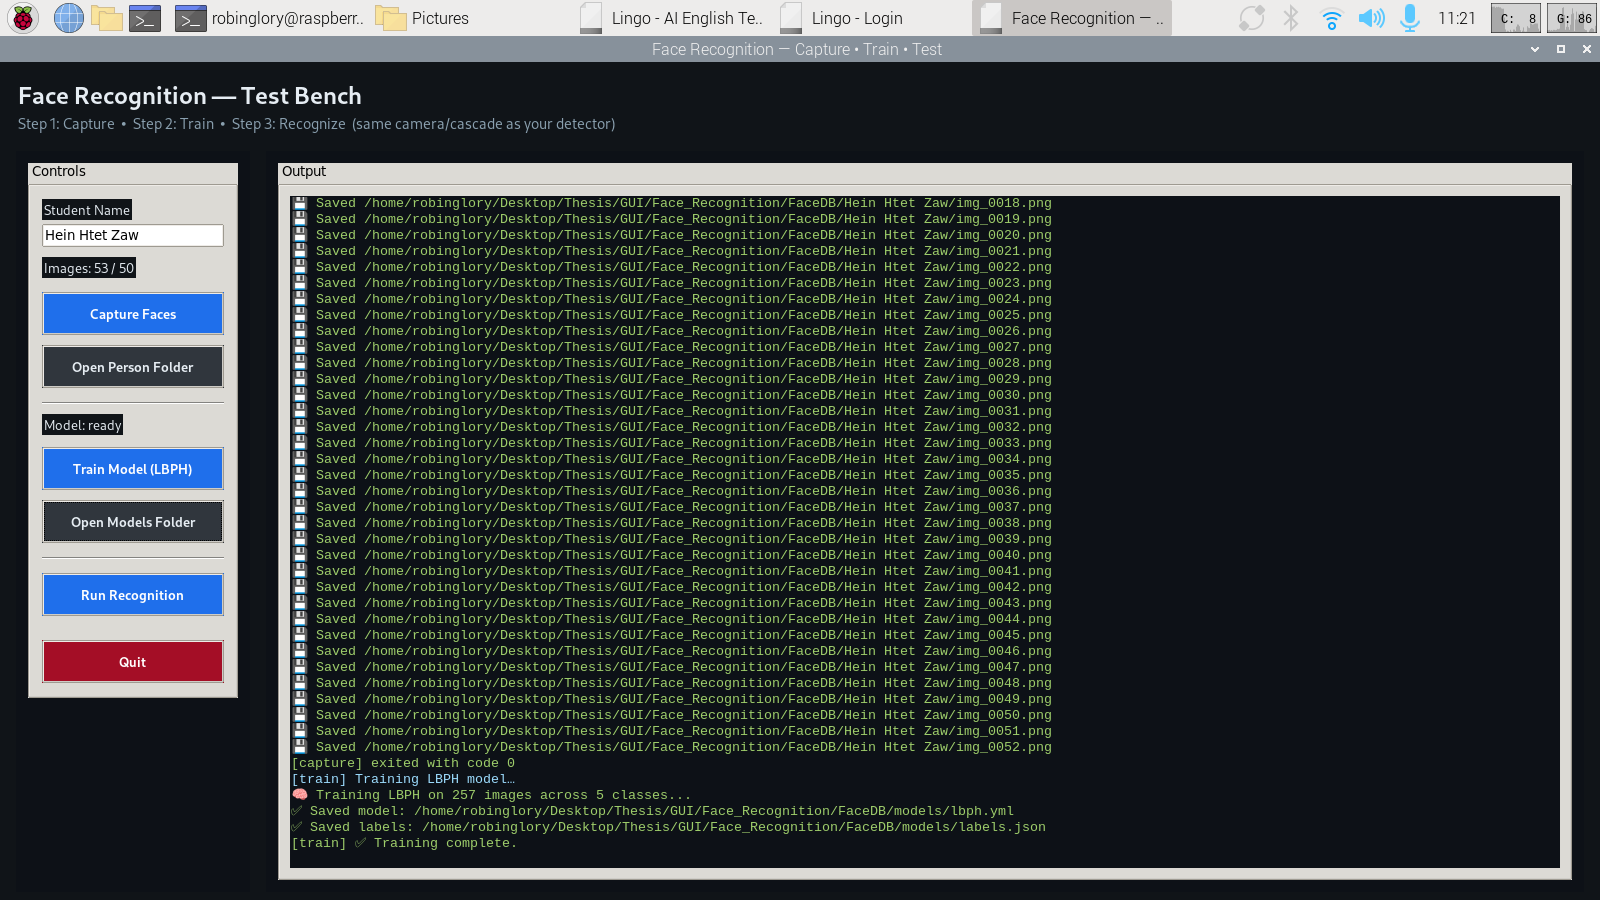 robinglory@raspberr..
Pictures
Lingo - AI English Te..
Lingo - Login
Face Recognition — ..
11:21
C: 8
G: 86
Face Recognition — Capture • Train • Test
Face Recognition — Test Bench
Step 1: Capture • Step 2: Train • Step 3: Recognize (same camera/cascade as your detector)
Controls
Student Name
Hein Htet Zaw
Images: 53 / 50
Capture Faces
Open Person Folder
Model: ready
Train Model (LBPH)
Open Models Folder
Run Recognition
Quit
Output
💾 Saved /home/robinglory/Desktop/Thesis/GUI/Face_Recognition/FaceDB/Hein Htet Zaw/img_0018.png
💾 Saved /home/robinglory/Desktop/Thesis/GUI/Face_Recognition/FaceDB/Hein Htet Zaw/img_0019.png
💾 Saved /home/robinglory/Desktop/Thesis/GUI/Face_Recognition/FaceDB/Hein Htet Zaw/img_0020.png
💾 Saved /home/robinglory/Desktop/Thesis/GUI/Face_Recognition/FaceDB/Hein Htet Zaw/img_0021.png
💾 Saved /home/robinglory/Desktop/Thesis/GUI/Face_Recognition/FaceDB/Hein Htet Zaw/img_0022.png
💾 Saved /home/robinglory/Desktop/Thesis/GUI/Face_Recognition/FaceDB/Hein Htet Zaw/img_0023.png
💾 Saved /home/robinglory/Desktop/Thesis/GUI/Face_Recognition/FaceDB/Hein Htet Zaw/img_0024.png
💾 Saved /home/robinglory/Desktop/Thesis/GUI/Face_Recognition/FaceDB/Hein Htet Zaw/img_0025.png
💾 Saved /home/robinglory/Desktop/Thesis/GUI/Face_Recognition/FaceDB/Hein Htet Zaw/img_0026.png
💾 Saved /home/robinglory/Desktop/Thesis/GUI/Face_Recognition/FaceDB/Hein Htet Zaw/img_0027.png
💾 Saved /home/robinglory/Desktop/Thesis/GUI/Face_Recognition/FaceDB/Hein Htet Zaw/img_0028.png
💾 Saved /home/robinglory/Desktop/Thesis/GUI/Face_Recognition/FaceDB/Hein Htet Zaw/img_0029.png
💾 Saved /home/robinglory/Desktop/Thesis/GUI/Face_Recognition/FaceDB/Hein Htet Zaw/img_0030.png
💾 Saved /home/robinglory/Desktop/Thesis/GUI/Face_Recognition/FaceDB/Hein Htet Zaw/img_0031.png
💾 Saved /home/robinglory/Desktop/Thesis/GUI/Face_Recognition/FaceDB/Hein Htet Zaw/img_0032.png
💾 Saved /home/robinglory/Desktop/Thesis/GUI/Face_Recognition/FaceDB/Hein Htet Zaw/img_0033.png
💾 Saved /home/robinglory/Desktop/Thesis/GUI/Face_Recognition/FaceDB/Hein Htet Zaw/img_0034.png
💾 Saved /home/robinglory/Desktop/Thesis/GUI/Face_Recognition/FaceDB/Hein Htet Zaw/img_0035.png
💾 Saved /home/robinglory/Desktop/Thesis/GUI/Face_Recognition/FaceDB/Hein Htet Zaw/img_0036.png
💾 Saved /home/robinglory/Desktop/Thesis/GUI/Face_Recognition/FaceDB/Hein Htet Zaw/img_0037.png
💾 Saved /home/robinglory/Desktop/Thesis/GUI/Face_Recognition/FaceDB/Hein Htet Zaw/img_0038.png
💾 Saved /home/robinglory/Desktop/Thesis/GUI/Face_Recognition/FaceDB/Hein Htet Zaw/img_0039.png
💾 Saved /home/robinglory/Desktop/Thesis/GUI/Face_Recognition/FaceDB/Hein Htet Zaw/img_0040.png
💾 Saved /home/robinglory/Desktop/Thesis/GUI/Face_Recognition/FaceDB/Hein Htet Zaw/img_0041.png
💾 Saved /home/robinglory/Desktop/Thesis/GUI/Face_Recognition/FaceDB/Hein Htet Zaw/img_0042.png
💾 Saved /home/robinglory/Desktop/Thesis/GUI/Face_Recognition/FaceDB/Hein Htet Zaw/img_0043.png
💾 Saved /home/robinglory/Desktop/Thesis/GUI/Face_Recognition/FaceDB/Hein Htet Zaw/img_0044.png
💾 Saved /home/robinglory/Desktop/Thesis/GUI/Face_Recognition/FaceDB/Hein Htet Zaw/img_0045.png
💾 Saved /home/robinglory/Desktop/Thesis/GUI/Face_Recognition/FaceDB/Hein Htet Zaw/img_0046.png
💾 Saved /home/robinglory/Desktop/Thesis/GUI/Face_Recognition/FaceDB/Hein Htet Zaw/img_0047.png
💾 Saved /home/robinglory/Desktop/Thesis/GUI/Face_Recognition/FaceDB/Hein Htet Zaw/img_0048.png
💾 Saved /home/robinglory/Desktop/Thesis/GUI/Face_Recognition/FaceDB/Hein Htet Zaw/img_0049.png
💾 Saved /home/robinglory/Desktop/Thesis/GUI/Face_Recognition/FaceDB/Hein Htet Zaw/img_0050.png
💾 Saved /home/robinglory/Desktop/Thesis/GUI/Face_Recognition/FaceDB/Hein Htet Zaw/img_0051.png
💾 Saved /home/robinglory/Desktop/Thesis/GUI/Face_Recognition/FaceDB/Hein Htet Zaw/img_0052.png
[capture] exited with code 0
[train] Training LBPH model…
🧠 Training LBPH on 257 images across 5 classes...
✅ Saved model: /home/robinglory/Desktop/Thesis/GUI/Face_Recognition/FaceDB/models/lbph.yml
✅ Saved labels: /home/robinglory/Desktop/Thesis/GUI/Face_Recognition/FaceDB/models/labels.json
[train] ✅ Training complete.